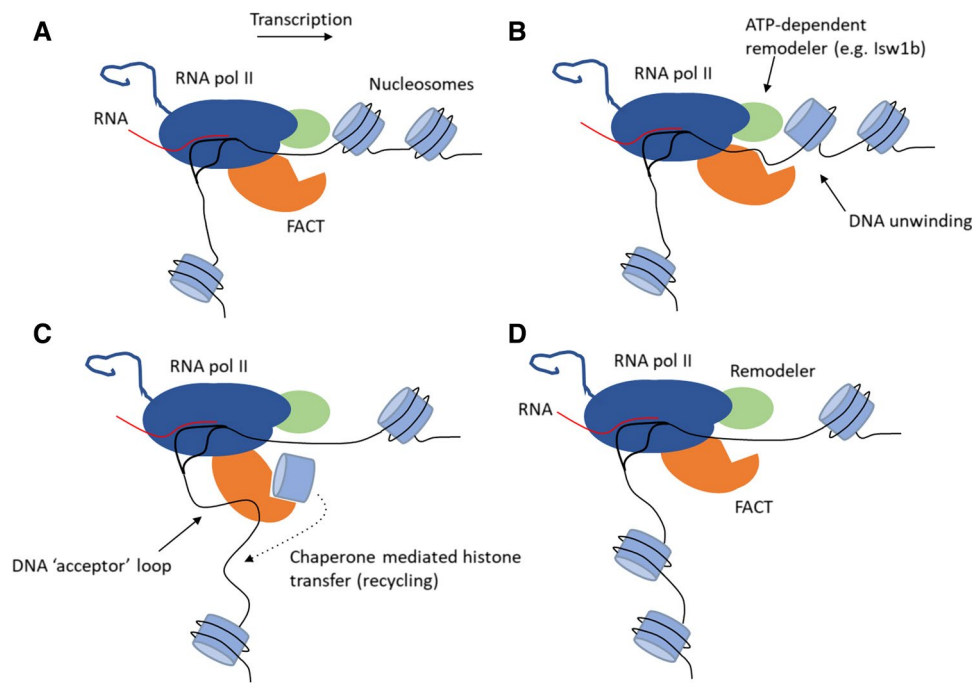 A
Transcription
RNA pol II
Nucleosomes
RNA
FACT
B
ATP-dependent
remodeler (e.g. Isw1b)
RNA pol II
DNA unwinding
C
RNA pol II
DNA ‘acceptor’ loop
Chaperone mediated histone
transfer (recycling)
D
RNA pol II
Remodeler
RNA
FACT